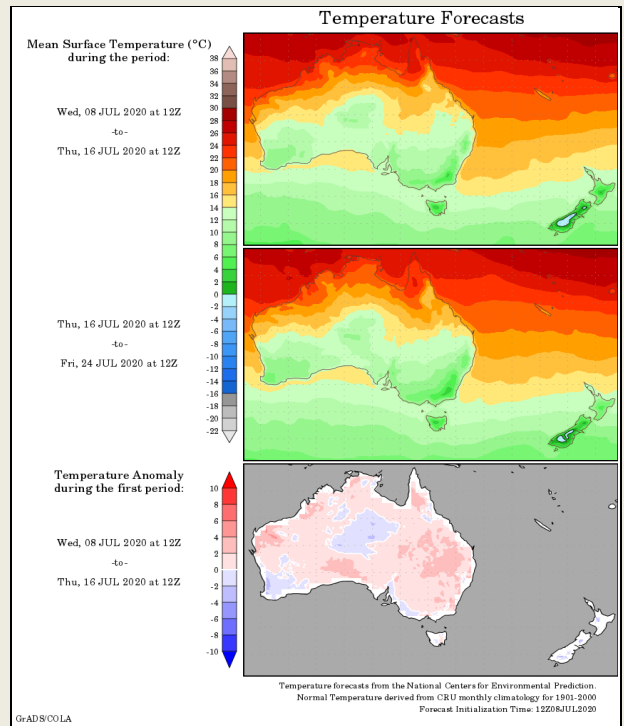 Temperature Forecasts
Mean Surface Temperature (°C)
during the period:
38
36
34
32
30
28
26
24
22
20
18
16
14
12
10
8
6
4
2
0
-2
-4
-6
-8
-10
-12
-14
-16
-18
-20
-22
Wed, 08 JUL 2020 at 12Z
-to-
Thu, 16 JUL 2020 at 12Z
Thu, 16 JUL 2020 at 12Z
-to-
Fri, 24 JUL 2020 at 12Z
Temperature Anomaly
during the first period:
10
8
6
4
2
0
-2
-4
-6
-8
-10
Wed, 08 JUL 2020 at 12Z
-to-
Thu, 16 JUL 2020 at 12Z
Temperature forecasts from the National Centers for Environmental Prediction.
Normal Temperature derived from CRU monthly climatology for 1901-2000
Forecast Initialization Time: 12Z08JUL2020
GrADS/COLA